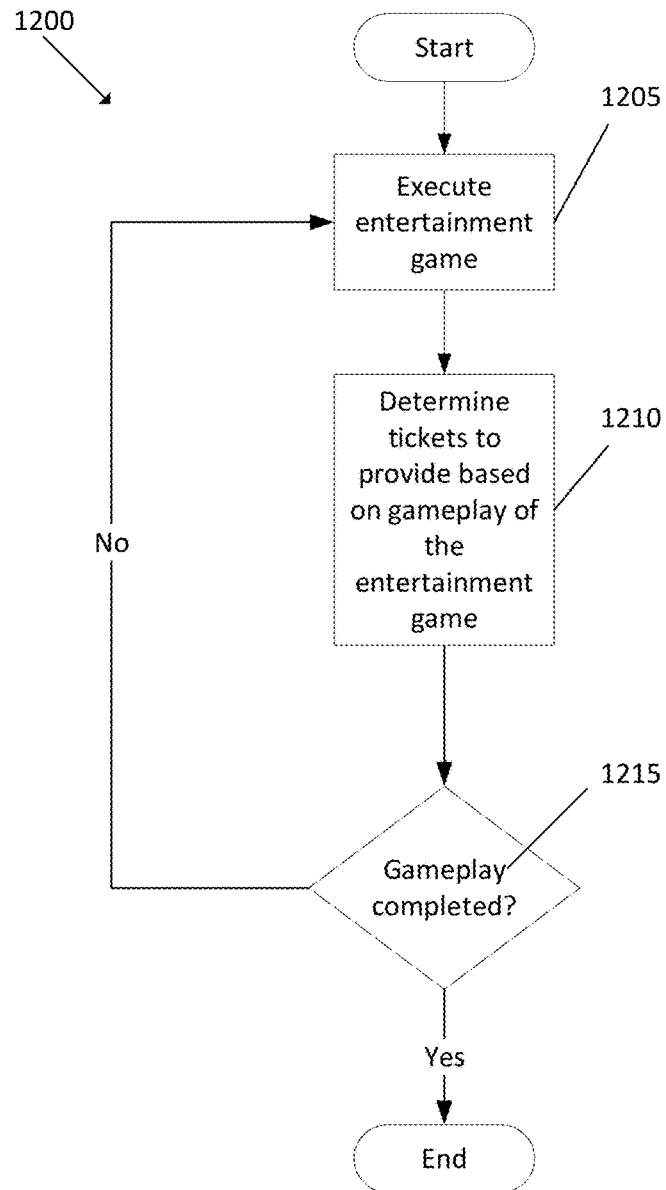 1200
Start
1205
Execute
entertainment
game
Determine
tickets to
provide based
on gameplay of
the
entertainment
game
1210
No
1215
Gameplay
completed?
Yes
End